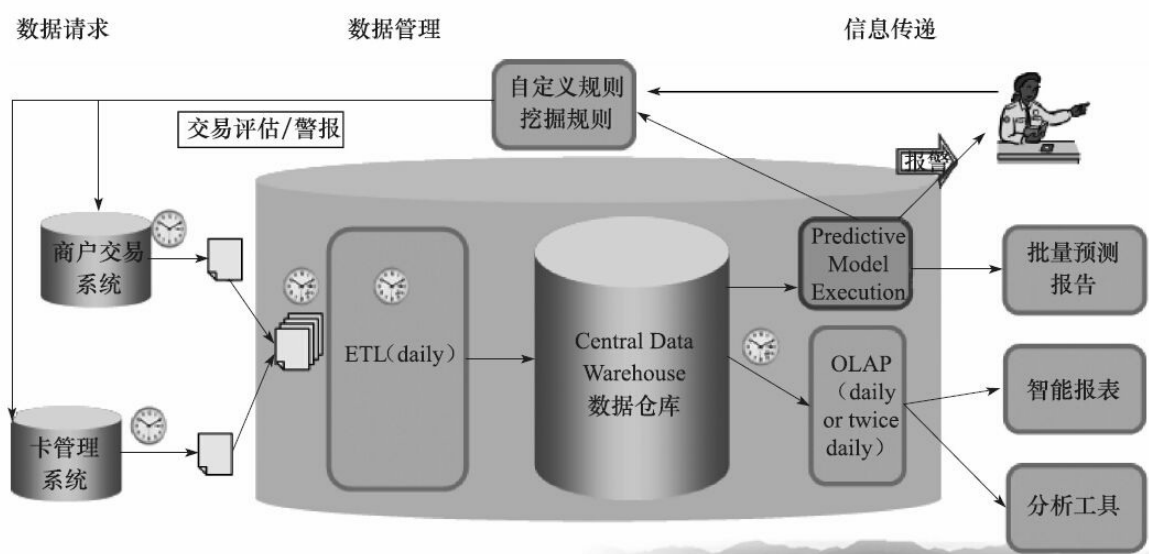 数据请求
数据管理
信息传递
自定义规则
挖掘规则
交易评估/警报
报警
商户交易
系统
Predictive
Model
Execution
批量预测
报告
ETL(daily)
Central Data
Warehouse
数据仓库
OLAP
(daily
or twice
daily)
智能报表
卡管理
系统
分析工具